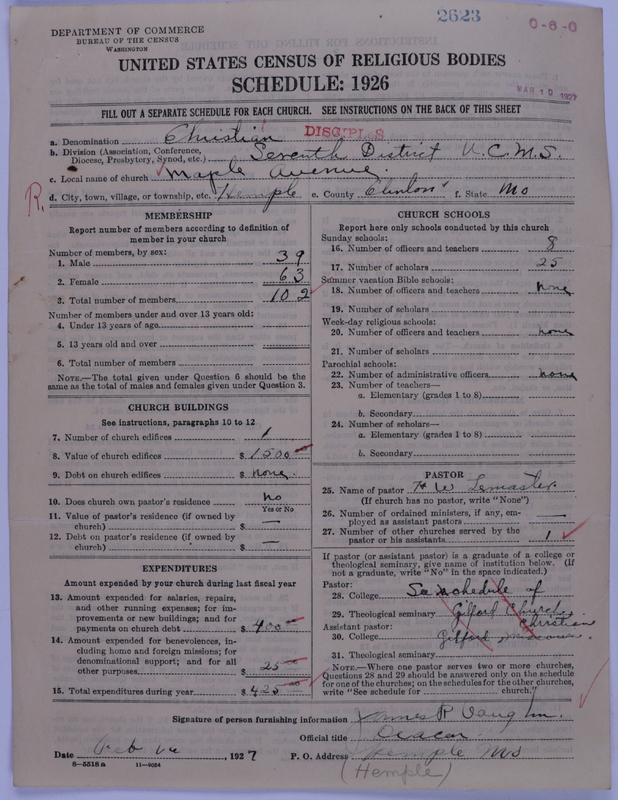 2623
0-6-0
DEPARTMENT OF COMMERCE
BUREAU OF THE CENSUS
WASHINGTON
UNITED STATES CENSUS OF RELIGIOUS BODIES
SCHEDULE: 1926
MAR 10 1927
FILL OUT A SEPARATE SCHEDULE FOR EACH CHURCH. SEE INSTRUCTIONS ON THE BACK OF THIS SHEET
a. Denomination Christian DISCIPLES
b. Division (Association, Conference, Diocese, Presbytery, Synod, etc.) Seventh District U.C.M.S.
c. Local name of church Maple Avenue
R. d. City, town, village, or township, etc. Hemple e. County Clinton f. State Mo
MEMBERSHIP
Report number of members according to definition of
member in your church
Number of members, by sex:
1. Male 39
2. Female 63
3. Total number of members 102
Number of members under and over 13 years old:
4. Under 13 years of age
5. 13 years old and over
6. Total number of members
NOTE.—The total given under Question 6 should be the
same as the total of males and females given under Question 3.
CHURCH BUILDINGS
See instructions, paragraphs 10 to 12
7. Number of church edifices 1
8. Value of church edifices $ 1500
9. Debt on church edifices $ none
10. Does church own pastor's residence no
Yes or No
11. Value of pastor's residence (if owned by
church) $ —
12. Debt on pastor's residence (if owned by
church) $ —
EXPENDITURES
Amount expended by your church during last fiscal year
13. Amount expended for salaries, repairs,
and other running expenses; for im-
provements or new buildings; and for
payments on church debt $ 400
14. Amount expended for benevolences, in-
cluding home and foreign missions; for
denominational support; and for all
other purposes $ 25
15. Total expenditures during year $ 425
CHURCH SCHOOLS
Report here only schools conducted by this church
Sunday schools:
16. Number of officers and teachers 8
17. Number of scholars 25
Summer vacation Bible schools:
18. Number of officers and teachers none
19. Number of scholars
Week-day religious schools:
20. Number of officers and teachers none
21. Number of scholars
Parochial schools:
22. Number of administrative officers none
23. Number of teachers—
a. Elementary (grades 1 to 8)
b. Secondary
24. Number of scholars—
a. Elementary (grades 1 to 8)
b. Secondary
PASTOR
25. Name of pastor H W Lemaster
(If church has no pastor, write "None")
26. Number of ordained ministers, if any, em-
ployed as assistant pastors —
27. Number of other churches served by the
pastor or his assistants 1
If pastor (or assistant pastor) is a graduate of a college or
theological seminary, give name of institution below. (If
not a graduate, write "No" in the space indicated.)
Pastor:
28. College See schedule of
29. Theological seminary Gilford Church
Assistant pastor: Christian
30. College Gilford
31. Theological seminary
NOTE.—Where one pastor serves two or more churches,
Questions 28 and 29 should be answered only on the schedule
for one of the churches; on the schedules for the other churches,
write "See schedule for church."
Signature of person furnishing information James R Vaughn
Official title Deacon
Date Feb 1927 P. O. Address Hemple Mo
8-5518 a 11-9024
(Hemple)